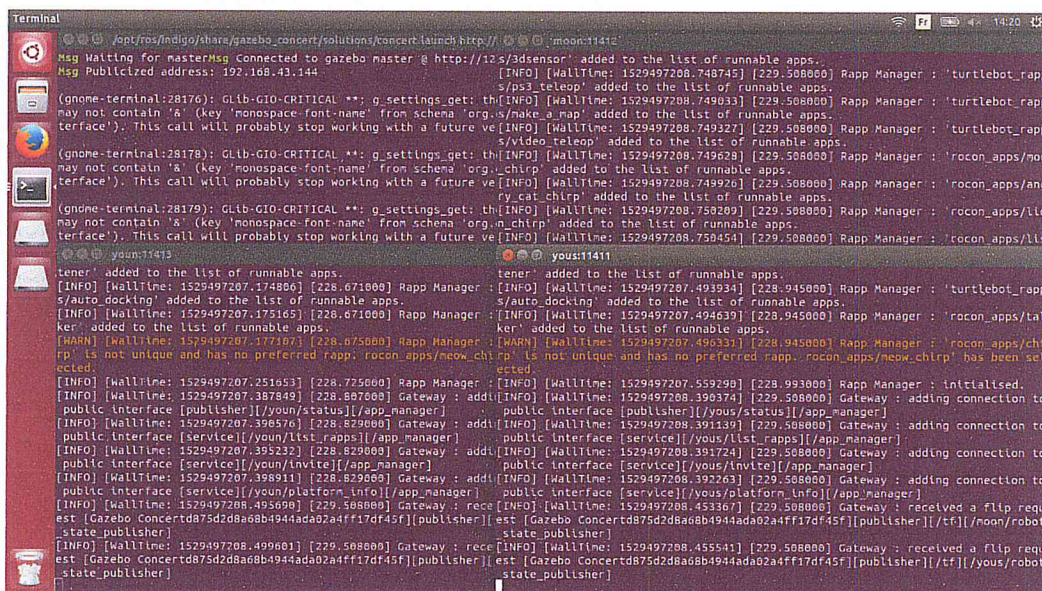 Terminal
Fr
14:20
/opt/ros/indigo/share/gazebo_concert/solutions/concert.launch http://
Msg Waiting for masterMsg Connected to gazebo master @ http://12
Msg Publicized address: 192.168.43.144
(gnome-terminal:28176): GLib-GIO-CRITICAL **: g_settings_get: th
may not contain '&' (key 'monospace-font-name' from schema 'org.
terface'). This call will probably stop working with a future ve
(gnome-terminal:28178): GLib-GIO-CRITICAL **: g_settings_get: th
may not contain '&' (key 'monospace-font-name' from schema 'org.
terface'). This call will probably stop working with a future ve
(gnome-terminal:28179): GLib-GIO-CRITICAL **: g_settings_get: th
may not contain '&' (key 'monospace-font-name' from schema 'org.
terface'). This call will probably stop working with a future ve
moon:11412
s/3dsensor' added to the list of runnable apps.
[INFO] [WallTime: 1529497208.748745] [229.508000] Rapp Manager : 'turtlebot_rap
s/ps3_teleop' added to the list of runnable apps.
[INFO] [WallTime: 1529497208.749033] [229.508000] Rapp Manager : 'turtlebot_rap
s/make_a_map' added to the list of runnable apps.
[INFO] [WallTime: 1529497208.749327] [229.508000] Rapp Manager : 'turtlebot_rap
s/video_teleop' added to the list of runnable apps.
[INFO] [WallTime: 1529497208.749628] [229.508000] Rapp Manager : 'rocon_apps/moo
_chirp' added to the list of runnable apps.
[INFO] [WallTime: 1529497208.749926] [229.508000] Rapp Manager : 'rocon_apps/ang
ry_cat_chirp' added to the list of runnable apps.
[INFO] [WallTime: 1529497208.750209] [229.508000] Rapp Manager : 'rocon_apps/lio
n_chirp' added to the list of runnable apps.
[INFO] [WallTime: 1529497208.750454] [229.508000] Rapp Manager : 'rocon_apps/lis
youn:11413
tener' added to the list of runnable apps.
[INFO] [WallTime: 1529497207.174806] [228.671000] Rapp Manager :
s/auto_docking' added to the list of runnable apps.
[INFO] [WallTime: 1529497207.175165] [228.671000] Rapp Manager :
ker' added to the list of runnable apps.
[WARN] [WallTime: 1529497207.177107] [228.675000] Rapp Manager :
rp' is not unique and has no preferred rapp. rocon_apps/meow_chi
ected.
[INFO] [WallTime: 1529497207.251653] [228.725000] Rapp Manager :
[INFO] [WallTime: 1529497207.387849] [228.807000] Gateway : addi
public interface [publisher][/youn/status][/app_manager]
[INFO] [WallTime: 1529497207.390576] [228.829000] Gateway : addi
public interface [service][/youn/list_rapps][/app_manager]
[INFO] [WallTime: 1529497207.395232] [228.829000] Gateway : addi
public interface [service][/youn/invite][/app_manager]
[INFO] [WallTime: 1529497207.398911] [228.829000] Gateway : addi
public interface [service][/youn/platform_info][/app_manager]
[INFO] [WallTime: 1529497208.495690] [229.508000] Gateway : rece
est [Gazebo Concertd875d2d8a68b4944ada02a4ff17df45f][publisher][
_state_publisher]
[INFO] [WallTime: 1529497208.499601] [229.508000] Gateway : rece
est [Gazebo Concertd875d2d8a68b4944ada02a4ff17df45f][publisher][
_state_publisher]
yous:11411
tener' added to the list of runnable apps.
[INFO] [WallTime: 1529497207.493934] [228.945000] Rapp Manager : 'turtlebot_rap
s/auto_docking' added to the list of runnable apps.
[INFO] [WallTime: 1529497207.494639] [228.945000] Rapp Manager : 'rocon_apps/tal
ker' added to the list of runnable apps.
[WARN] [WallTime: 1529497207.496331] [228.945000] Rapp Manager : 'rocon_apps/chi
rp' is not unique and has no preferred rapp. rocon_apps/meow_chirp' has been sel
ected.
[INFO] [WallTime: 1529497207.559290] [228.993000] Rapp Manager : initialised.
[INFO] [WallTime: 1529497208.390374] [229.508000] Gateway : adding connection to
public interface [publisher][/yous/status][/app_manager]
[INFO] [WallTime: 1529497208.391139] [229.508000] Gateway : adding connection to
public interface [service][/yous/list_rapps][/app_manager]
[INFO] [WallTime: 1529497208.391724] [229.508000] Gateway : adding connection to
public interface [service][/yous/invite][/app_manager]
[INFO] [WallTime: 1529497208.392263] [229.508000] Gateway : adding connection to
public interface [service][/yous/platform_info][/app_manager]
[INFO] [WallTime: 1529497208.453367] [229.508000] Gateway : received a flip requ
est [Gazebo Concertd875d2d8a68b4944ada02a4ff17df45f][publisher][/tf][/moon/robot
_state_publisher]
[INFO] [WallTime: 1529497208.455541] [229.508000] Gateway : received a flip requ
est [Gazebo Concertd875d2d8a68b4944ada02a4ff17df45f][publisher][/tf][/yous/robot
_state_publisher]